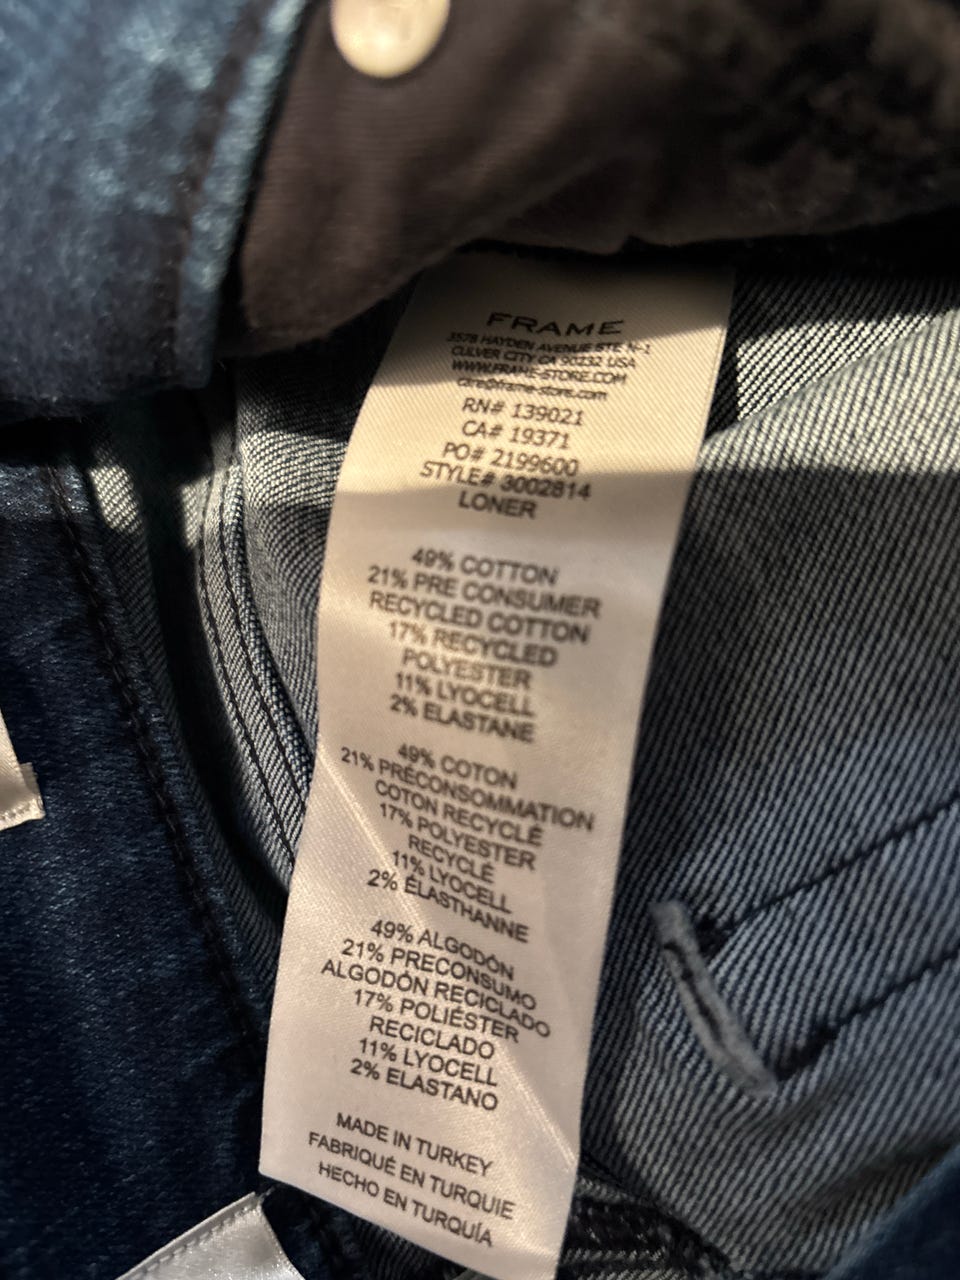 FRAME
3578 HAYDEN AVENUE STE N-1
CULVER CITY CA 90232 USA
WWW.FRAME-STORE.COM
care@frame-store.com
RN# 139021
CA# 19371
PO# 2199600
STYLE# 3002814
LONER
49% COTTON
21% PRE CONSUMER
RECYCLED COTTON
17% RECYCLED
POLYESTER
11% LYOCELL
2% ELASTANE
49% COTON
21% PRÉCONSOMMATION
COTON RECYCLÉ
17% POLYESTER
RECYCLÉ
11% LYOCELL
2% ÉLASTHANNE
49% ALGODÓN
21% PRECONSUMO
ALGODÓN RECICLADO
17% POLIÉSTER
RECICLADO
11% LYOCELL
2% ELASTANO
MADE IN TURKEY
FABRIQUÉ EN TURQUIE
HECHO EN TURQUÍA